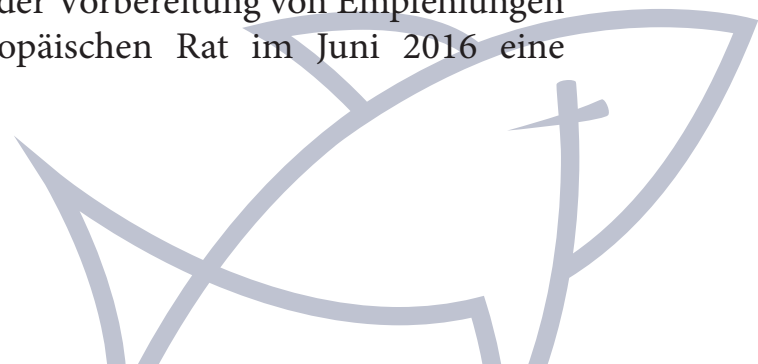 der Vorbereitung von Empfehlungen
opäischen Rat im Juni 2016 eine